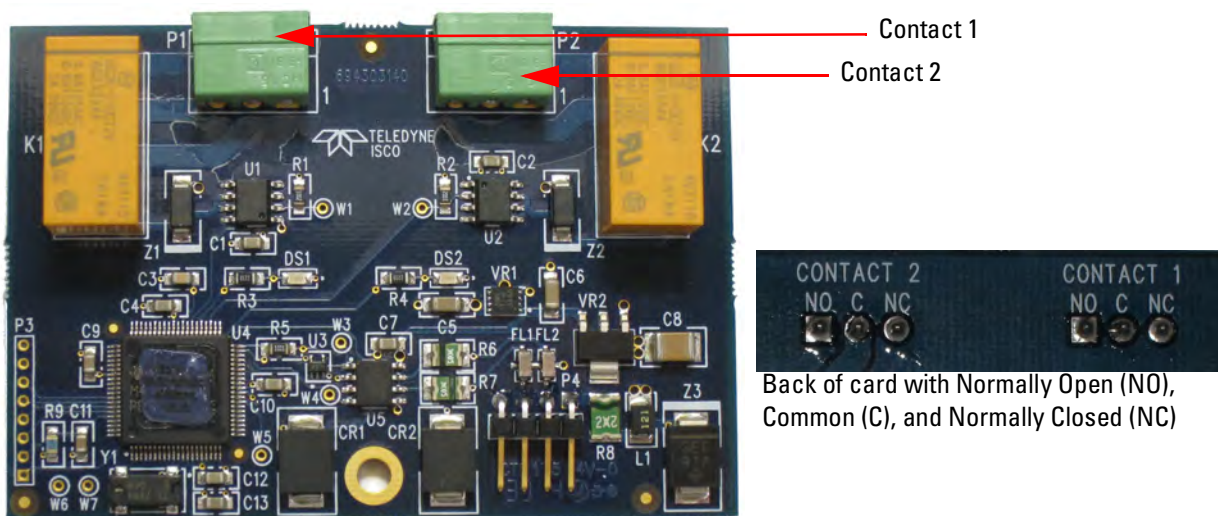 Contact 1
Contact 2
P1
P2
694303140
1
1
K1
TELEDYNE
ISCO
K2
U1
R1
R2
C2
W1
W2
U2
Z1
C1
Z2
C3
DS1
DS2
VR1
C6
R3
R4
VR2
C4
P3
C9
U4
R5
U3
W3
C7
C5
FL1 FL2
C8
R6
R7
P4
Z3
C10
W4
U5
R9 C11
CR1
CR2
R8
L1
2X2
121
W5
Y1
C12
C13
W6 W7
CONTACT 2
CONTACT 1
NO C NC
NO C NC
Back of card with Normally Open (NO),
Common (C), and Normally Closed (NC)